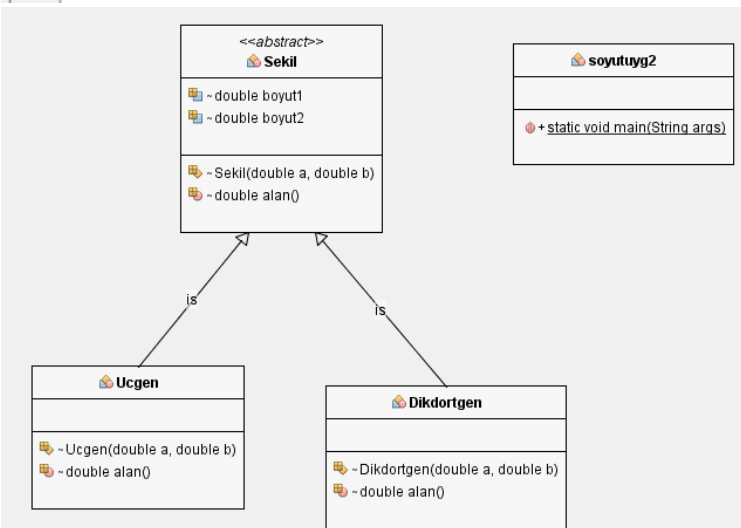 <<abstract>>
Sekil
~double boyut1
~double boyut2
~Sekil(double a, double b)
~double alan()
soyutuyg2
+static void main(String args)
is
is
Ucgen
~Ucgen(double a, double b)
~double alan()
Dikdortgen
~Dikdortgen(double a, double b)
~double alan()